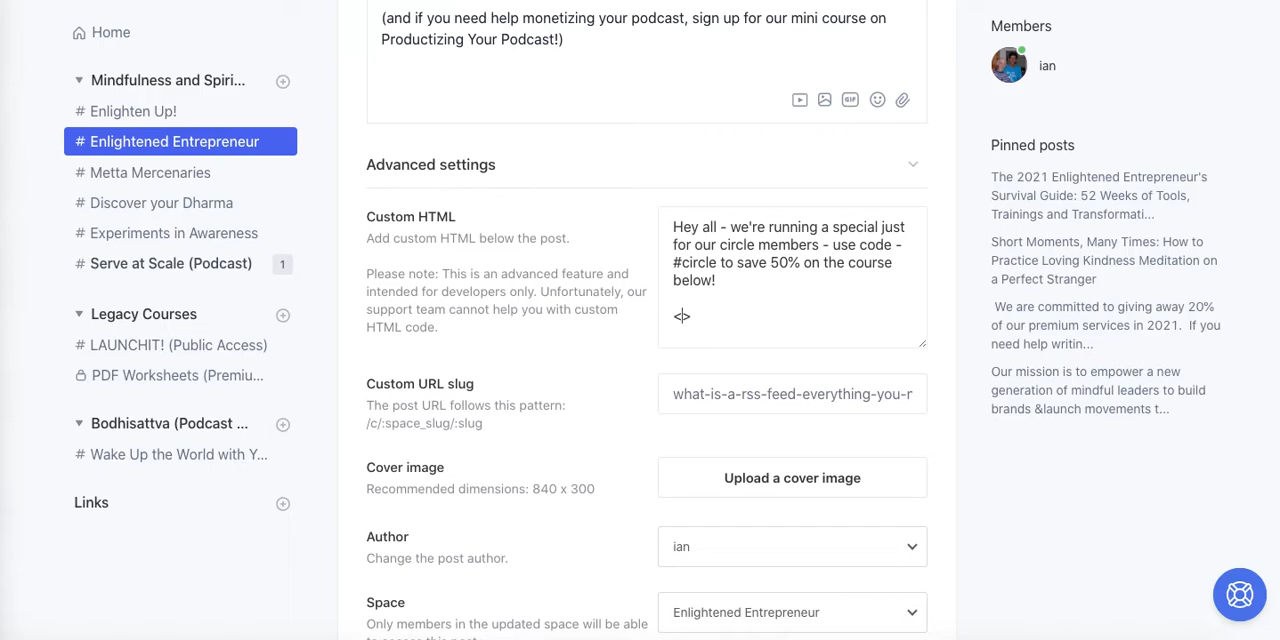 Home
Mindfulness and Spiri...
# Enlighten Up!
# Enlightened Entrepreneur
# Metta Mercenaries
# Discover your Dharma
# Experiments in Awareness
# Serve at Scale (Podcast) 1
Legacy Courses
# LAUNCHIT! (Public Access)
PDF Worksheets (Premiu...
Bodhisattva (Podcast ...
# Wake Up the World with Y...
Links
(and if you need help monetizing your podcast, sign up for our mini course on
Productizing Your Podcast!)
GIF
Advanced settings
Custom HTML
Add custom HTML below the post.
Please note: This is an advanced feature and
intended for developers only. Unfortunately, our
support team cannot help you with custom
HTML code.
Hey all - we're running a special just
for our circle members - use code -
#circle to save 50% on the course
below!
<>
Custom URL slug
The post URL follows this pattern:
/c/:space_slug/:slug
what-is-a-rss-feed-everything-you-r
Cover image
Recommended dimensions: 840 x 300
Upload a cover image
Author
Change the post author.
ian
Space
Only members in the updated space will be able
to access this post.
Enlightened Entrepreneur
Members
ian
Pinned posts
The 2021 Enlightened Entrepreneur's
Survival Guide: 52 Weeks of Tools,
Trainings and Transformati...
Short Moments, Many Times: How to
Practice Loving Kindness Meditation on
a Perfect Stranger
We are committed to giving away 20%
of our premium services in 2021. If you
need help writin...
Our mission is to empower a new
generation of mindful leaders to build
brands &launch movements t...